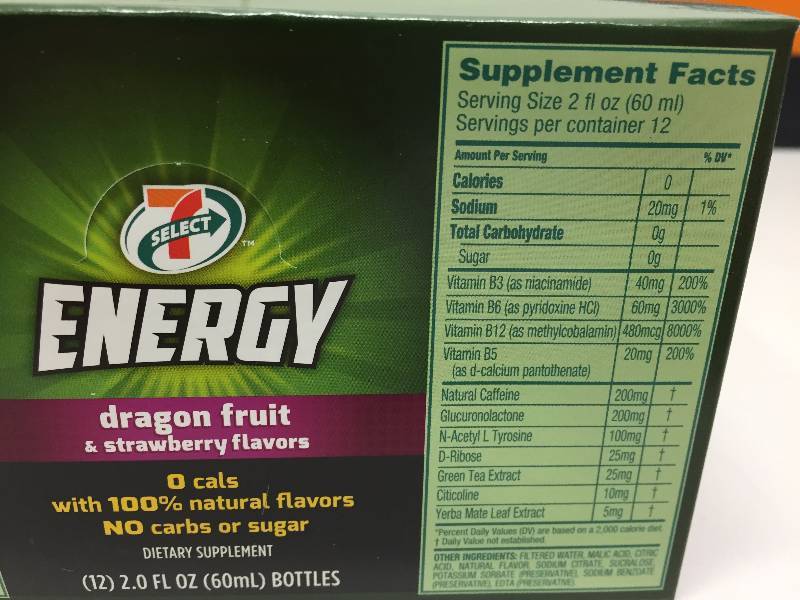 7
SELECT
TM
ENERGY
dragon fruit
& strawberry flavors
0 cals
with 100% natural flavors
NO carbs or sugar
DIETARY SUPPLEMENT
(12) 2.0 FL OZ (60mL) BOTTLES
Supplement Facts
Serving Size 2 fl oz (60 ml)
Servings per container 12
Amount Per Serving % DV*
Calories 0
Sodium 20mg 1%
Total Carbohydrate 0g
Sugar 0g
Vitamin B3 (as niacinamide) 40mg 200%
Vitamin B6 (as pyridoxine HCl) 60mg 3000%
Vitamin B12 (as methylcobalamin) 480mcg 8000%
Vitamin B5 20mg 200%
(as d-calcium pantothenate)
Natural Caffeine 200mg †
Glucuronolactone 200mg †
N-Acetyl L Tyrosine 100mg †
D-Ribose 25mg †
Green Tea Extract 25mg †
Citicoline 10mg †
Yerba Mate Leaf Extract 5mg †
*Percent Daily Values (DV) are based on a 2,000 calorie diet.
† Daily Value not established.
OTHER INGREDIENTS: FILTERED WATER, MALIC ACID, CITRIC
ACID, NATURAL FLAVOR, SODIUM CITRATE, SUCRALOSE,
POTASSIUM SORBATE (PRESERVATIVE), SODIUM BENZOATE
(PRESERVATIVE), EDTA (PRESERVATIVE).